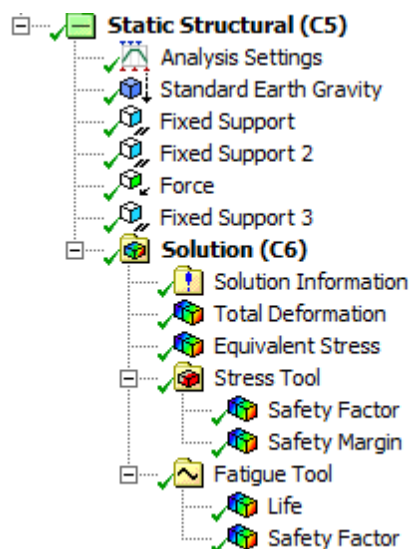 Static Structural (C5)
Analysis Settings
Standard Earth Gravity
Fixed Support
Fixed Support 2
Force
Fixed Support 3
Solution (C6)
Solution Information
Total Deformation
Equivalent Stress
Stress Tool
Safety Factor
Safety Margin
Fatigue Tool
Life
Safety Factor